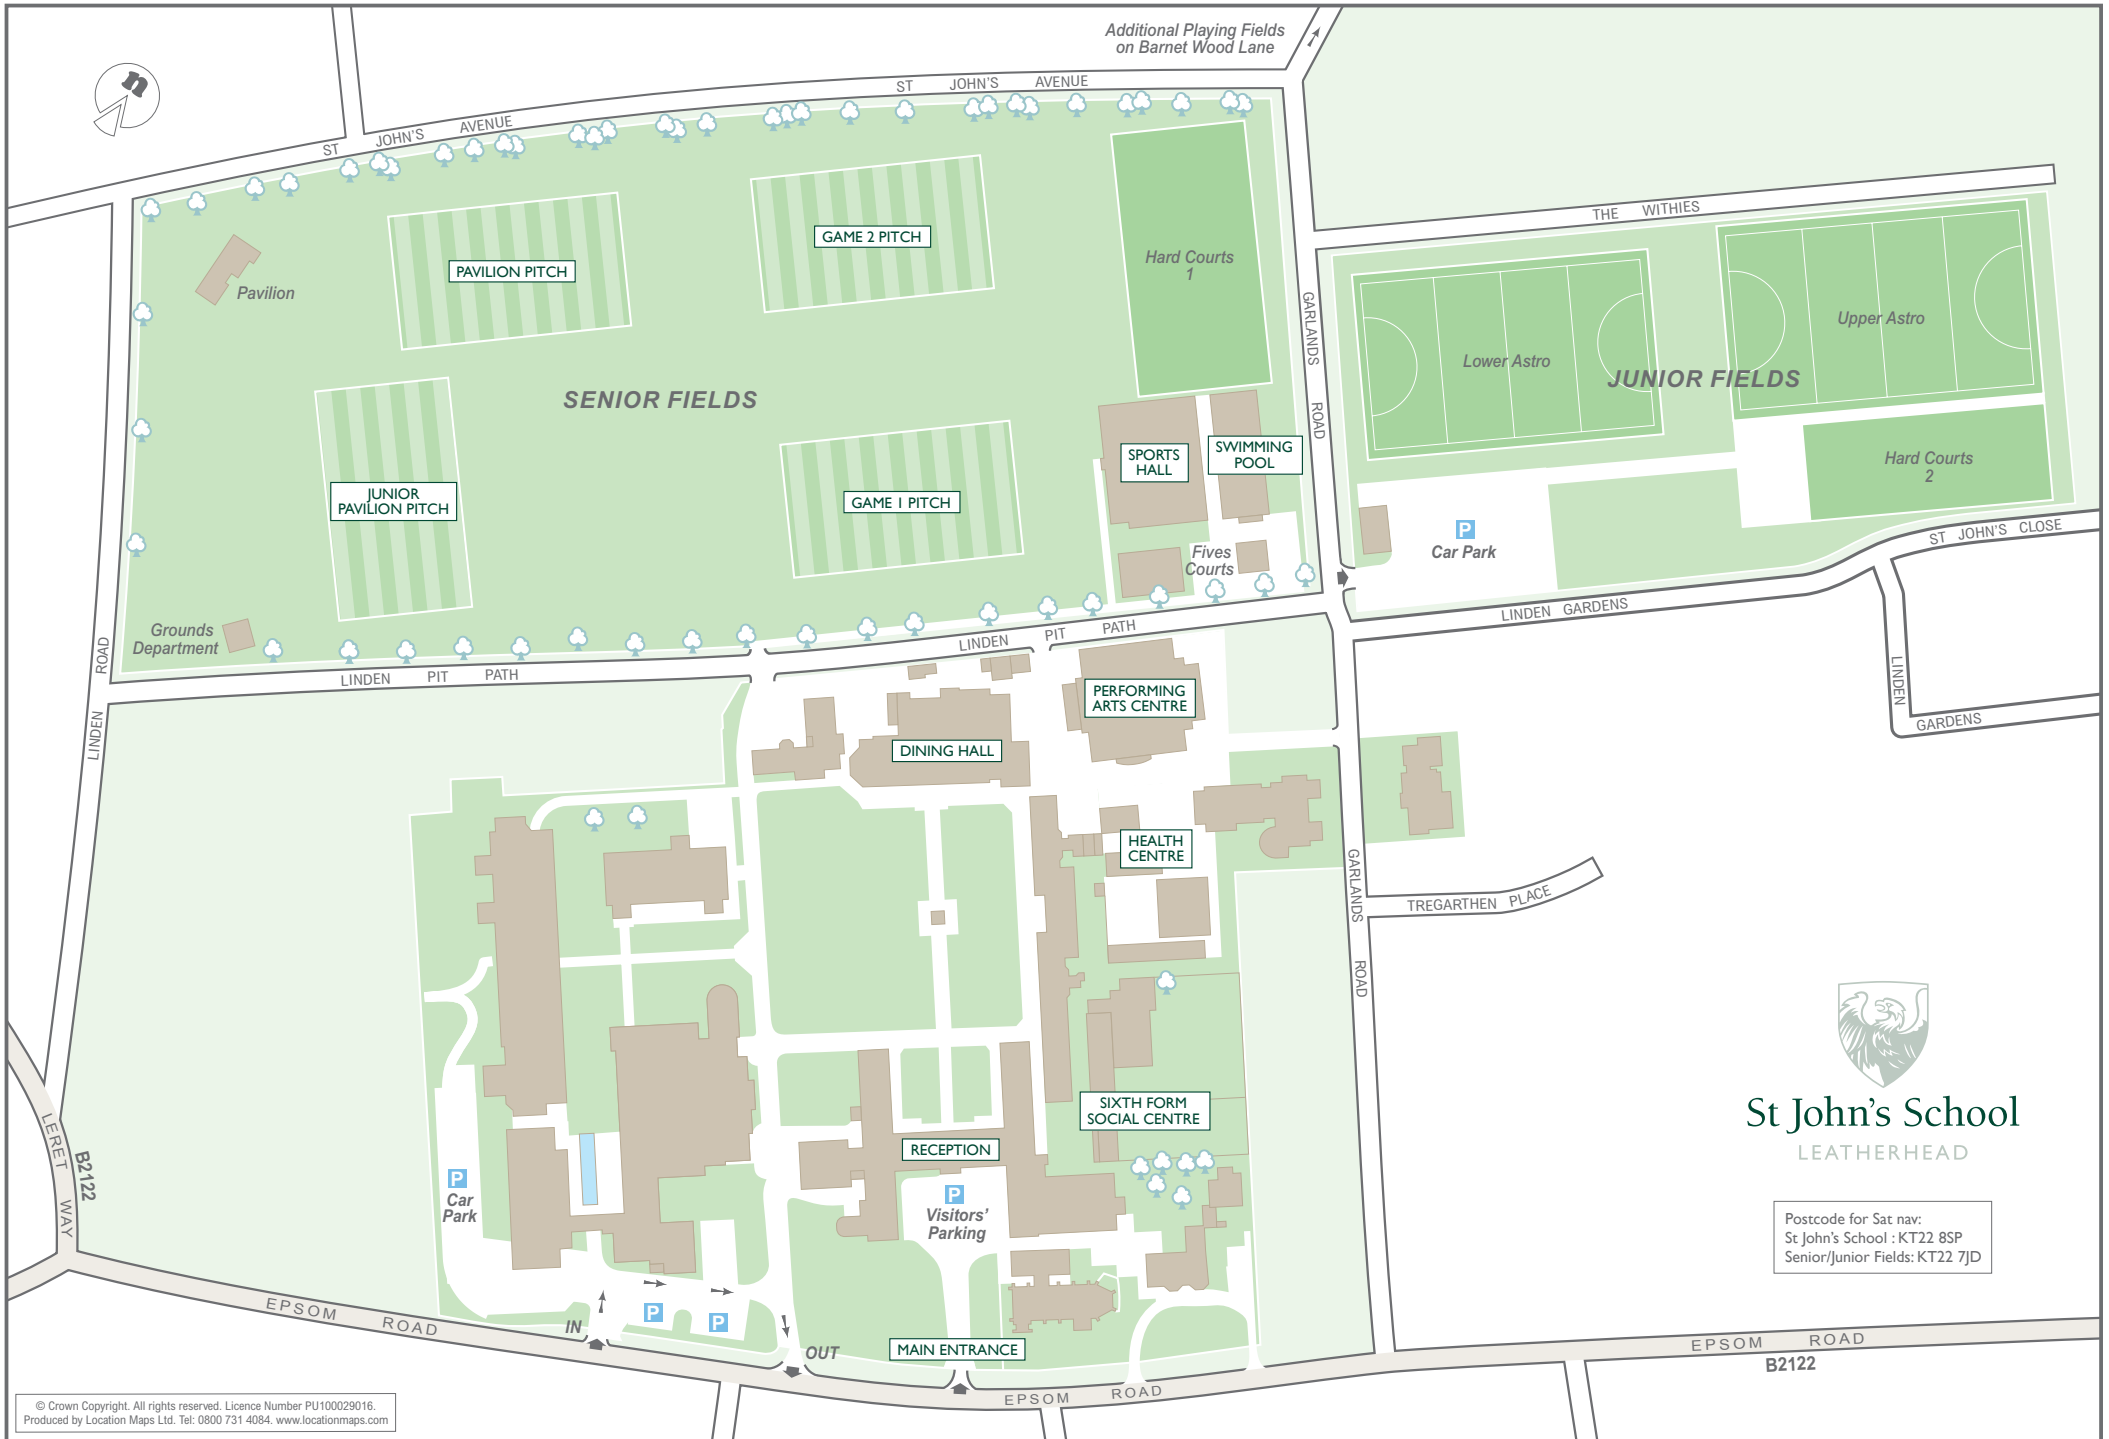 Additional Playing Fields
on Barnet Wood Lane
n
ST JOHN'S AVENUE
ST JOHN'S AVENUE
THE WITHIES
GAME 2 PITCH
PAVILION PITCH
Pavilion
Hard Courts
1
GARLANDS ROAD
Upper Astro
Lower Astro
JUNIOR FIELDS
SENIOR FIELDS
SPORTS
HALL
SWIMMING
POOL
Hard Courts
2
JUNIOR
PAVILION PITCH
GAME 1 PITCH
P
Car Park
ST JOHN'S CLOSE
Fives
Courts
LINDEN GARDENS
Grounds
Department
LINDEN ROAD
LINDEN PIT PATH
LINDEN PIT PATH
LINDEN GARDENS
PERFORMING
ARTS CENTRE
DINING HALL
HEALTH
CENTRE
GARLANDS ROAD
TREGARTHEN PLACE
St John's School
LEATHERHEAD
SIXTH FORM
SOCIAL CENTRE
RECEPTION
LERET WAY
B2122
P
Car
Park
P
Visitors'
Parking
Postcode for Sat nav:
St John's School : KT22 8SP
Senior/Junior Fields: KT22 7JD
EPSOM ROAD
IN
P
P
OUT
MAIN ENTRANCE
EPSOM ROAD
B2122
EPSOM ROAD
© Crown Copyright. All rights reserved. Licence Number PU100029016.
Produced by Location Maps Ltd. Tel: 0800 731 4084. www.locationmaps.com